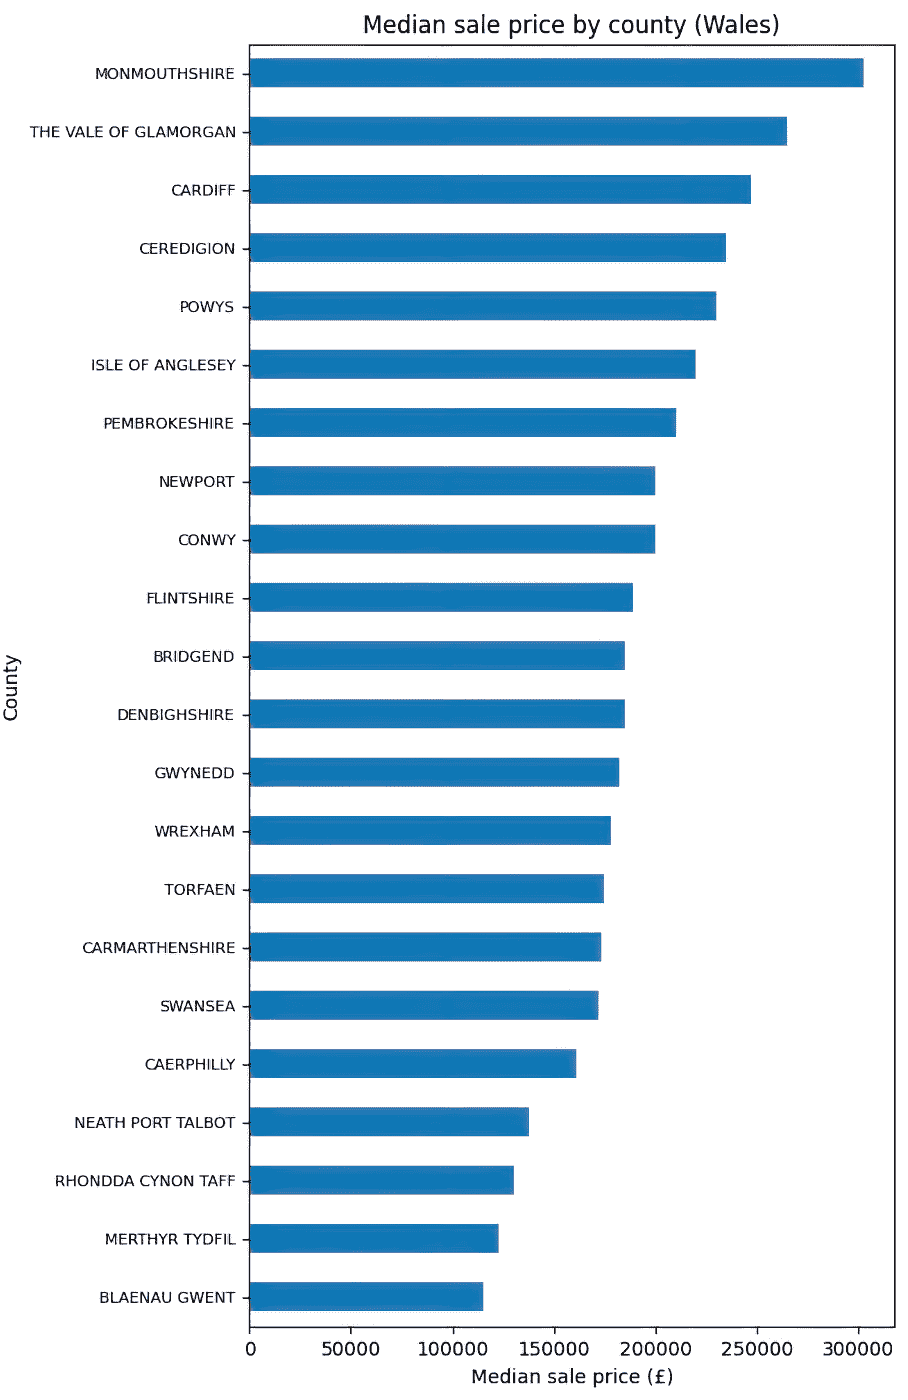 Median sale price by county (Wales)
MONMOUTHSHIRE
THE VALE OF GLAMORGAN
CARDIFF
CEREDIGION
POWYS
ISLE OF ANGLESEY
PEMBROKESHIRE
NEWPORT
CONWY
FLINTSHIRE
BRIDGEND
DENBIGHSHIRE
GWYNEDD
WREXHAM
TORFAEN
CARMARTHENSHIRE
SWANSEA
CAERPHILLY
NEATH PORT TALBOT
RHONDDA CYNON TAFF
MERTHYR TYDFIL
BLAENAU GWENT
County
0 50000 100000 150000 200000 250000 300000
Median sale price (£)